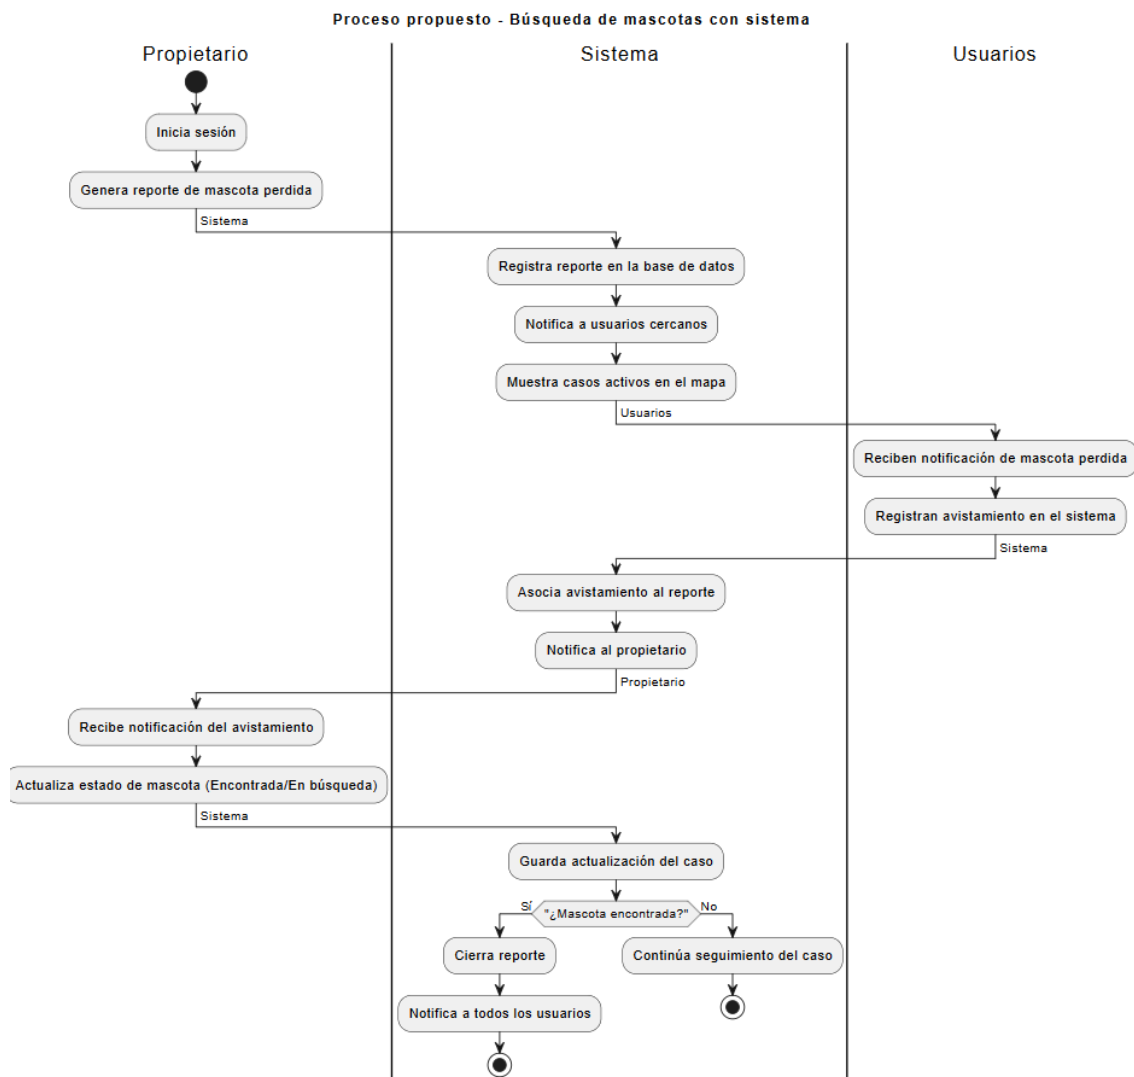 Proceso propuesto - Búsqueda de mascotas con sistema
Propietario
Sistema
Usuarios
Inicia sesión
Genera reporte de mascota perdida
Sistema
Registra reporte en la base de datos
Notifica a usuarios cercanos
Muestra casos activos en el mapa
Usuarios
Reciben notificación de mascota perdida
Registran avistamiento en el sistema
Sistema
Asocia avistamiento al reporte
Notifica al propietario
Propietario
Recibe notificación del avistamiento
Actualiza estado de mascota (Encontrada/En búsqueda)
Sistema
Guarda actualización del caso
Sí
"¿Mascota encontrada?"
No
Cierra reporte
Continúa seguimiento del caso
Notifica a todos los usuarios